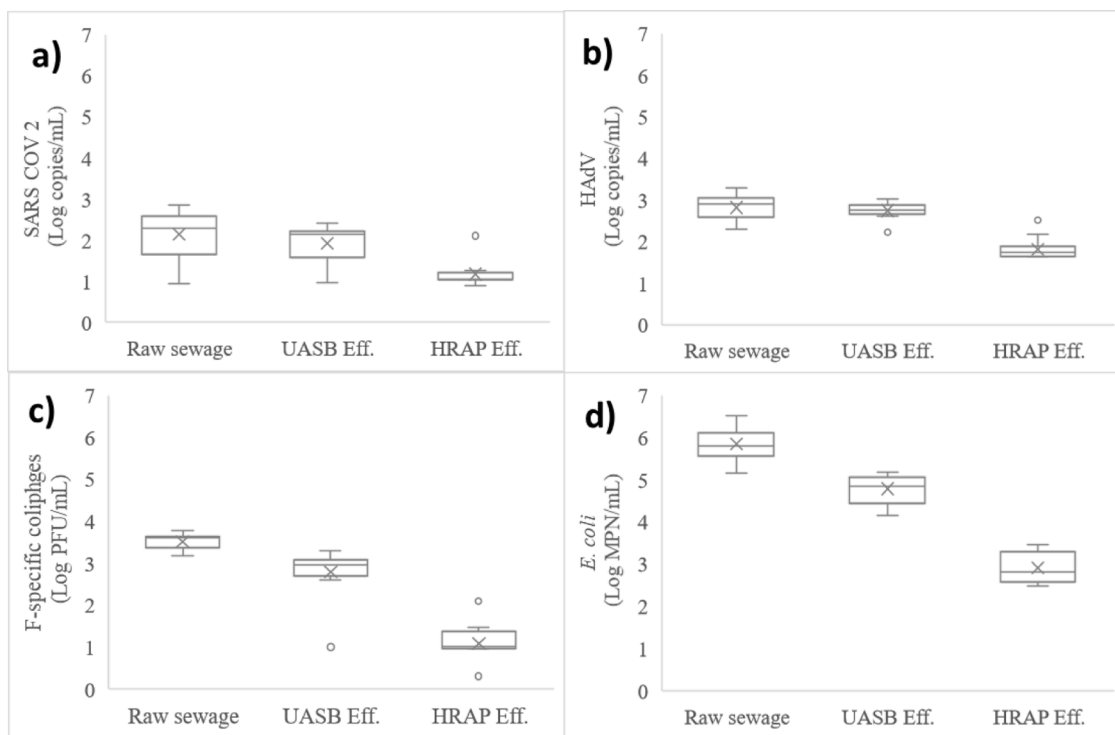 a)
SARS COV 2
(Log copies/mL)
7
6
5
4
3
2
1
0
Raw sewage UASB Eff. HRAP Eff.
b)
HAdV
(Log copies/mL)
7
6
5
4
3
2
1
0
Raw sewage UASB Eff. HRAP Eff.
c)
F-specific coliphges
(Log PFU/mL)
7
6
5
4
3
2
1
0
Raw sewage UASB Eff. HRAP Eff.
d)
E. coli
(Log MPN/mL)
7
6
5
4
3
2
1
0
Raw sewage UASB Eff. HRAP Eff.